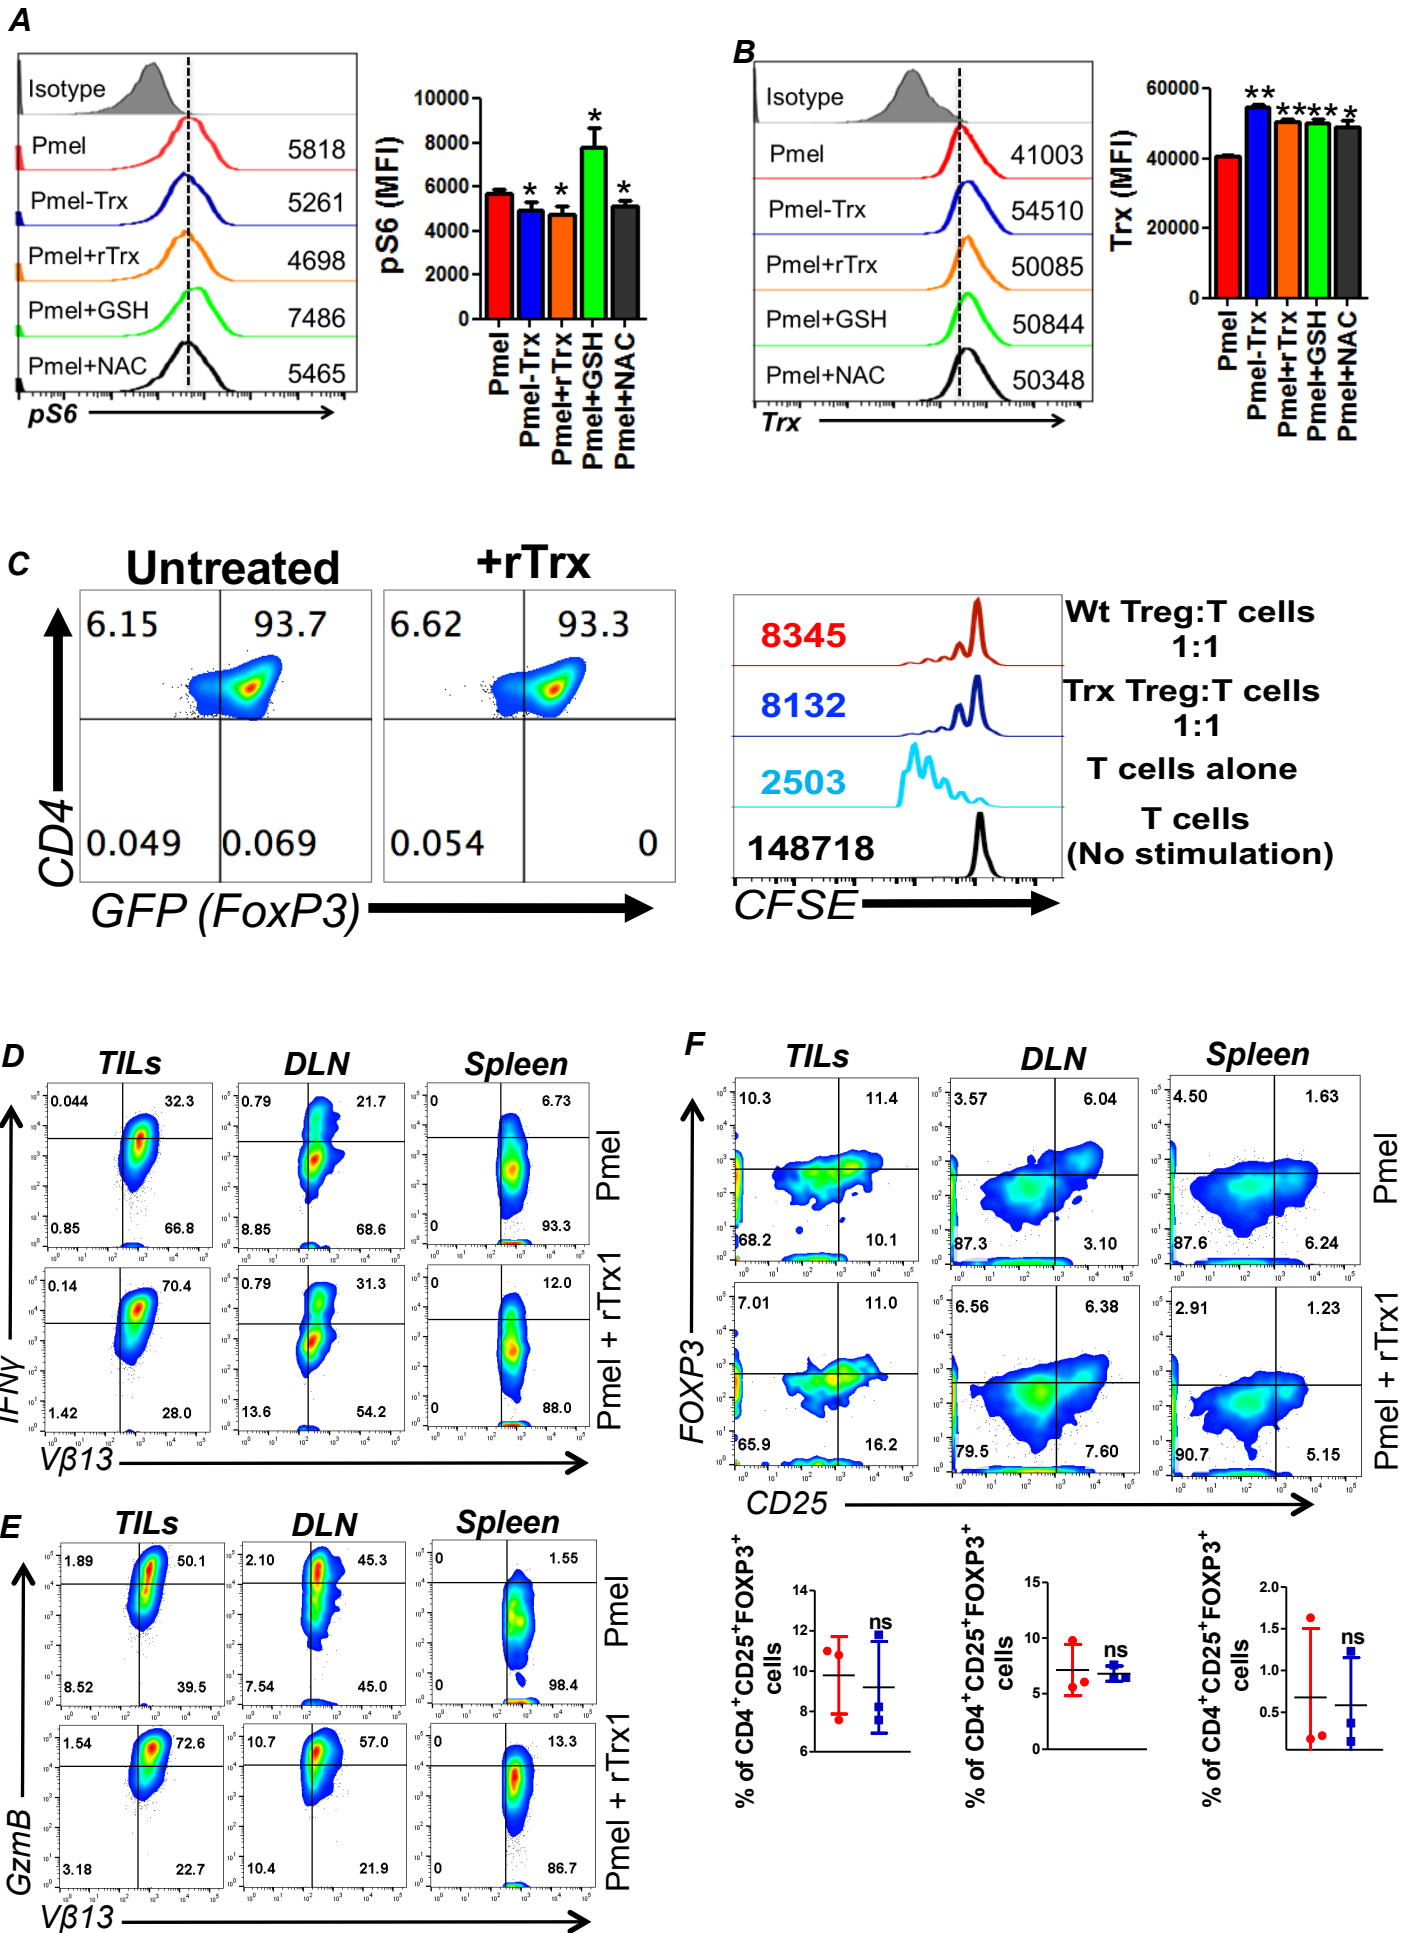 A
Isotype
Pmel
5818
Pmel-Trx
5261
Pmel+rTrx
4698
Pmel+GSH
7486
Pmel+NAC
5465
pS6
pS6 (MFI)
10000
8000
6000
4000
2000
0
*
*
*
*
Pmel
Pmel-Trx
Pmel+rTrx
Pmel+GSH
Pmel+NAC
B
Isotype
Pmel
41003
Pmel-Trx
54510
Pmel+rTrx
50085
Pmel+GSH
50844
Pmel+NAC
50348
Trx
Trx (MFI)
60000
40000
20000
0
**
**
**
*
Pmel
Pmel-Trx
Pmel+rTrx
Pmel+GSH
Pmel+NAC
C
Untreated
+rTrx
6.15
93.7
0.049
0.069
6.62
93.3
0.054
0
CD4
GFP (FoxP3)
8345
Wt Treg:T cells
1:1
8132
Trx Treg:T cells
1:1
2503
T cells alone
148718
T cells
(No stimulation)
CFSE
D
TILs
DLN
Spleen
0.044
32.3
0.85
66.8
0.79
21.7
8.85
68.6
0
6.73
0
93.3
Pmel
0.14
70.4
1.42
28.0
0.79
31.3
13.6
54.2
0
12.0
0
88.0
Pmel + rTrx1
IFNγ
Vβ13
E
TILs
DLN
Spleen
1.89
50.1
8.52
39.5
2.10
45.3
7.54
45.0
0
1.55
0
98.4
Pmel
1.54
72.6
3.18
22.7
10.7
57.0
10.4
21.9
0
13.3
0
86.7
Pmel + rTrx1
GzmB
Vβ13
F
TILs
DLN
Spleen
10.3
11.4
68.2
10.1
3.57
6.04
87.3
3.10
4.50
1.63
87.6
6.24
Pmel
7.01
11.0
65.9
16.2
6.56
6.38
79.5
7.60
2.91
1.23
90.7
5.15
Pmel + rTrx1
FOXP3
CD25
% of CD4⁺CD25⁺FOXP3⁺
cells
14
12
10
8
6
ns
% of CD4⁺CD25⁺FOXP3⁺
cells
15
10
5
0
ns
% of CD4⁺CD25⁺FOXP3⁺
cells
2.0
1.5
1.0
0.5
ns